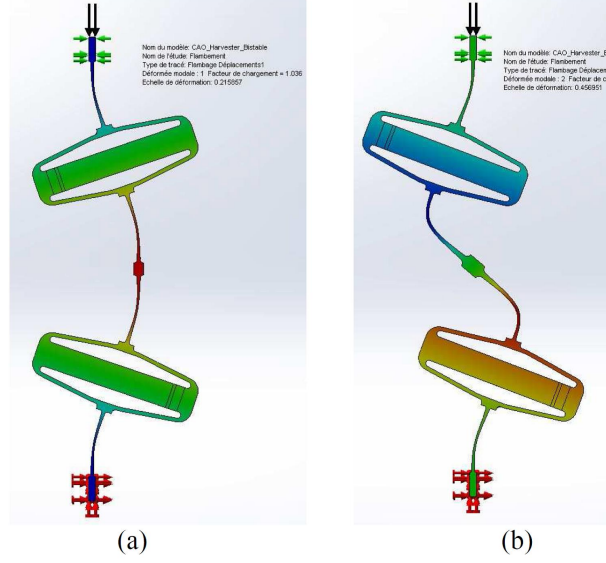 Nom du modèle: CAO_Harvester_Bistable
Nom de l'étude: Flambement
Type de tracé: Flambage Déplacements1
Déformée modale : 1 Facteur de chargement = 1.036
Echelle de déformation: 0.215857
Nom du modèle: CAO_Harvester_B
Nom de l'étude: Flambement
Type de tracé: Flambage Déplacem
Déformée modale : 2 Facteur de c
Echelle de déformation: 0.456951
(a)
(b)